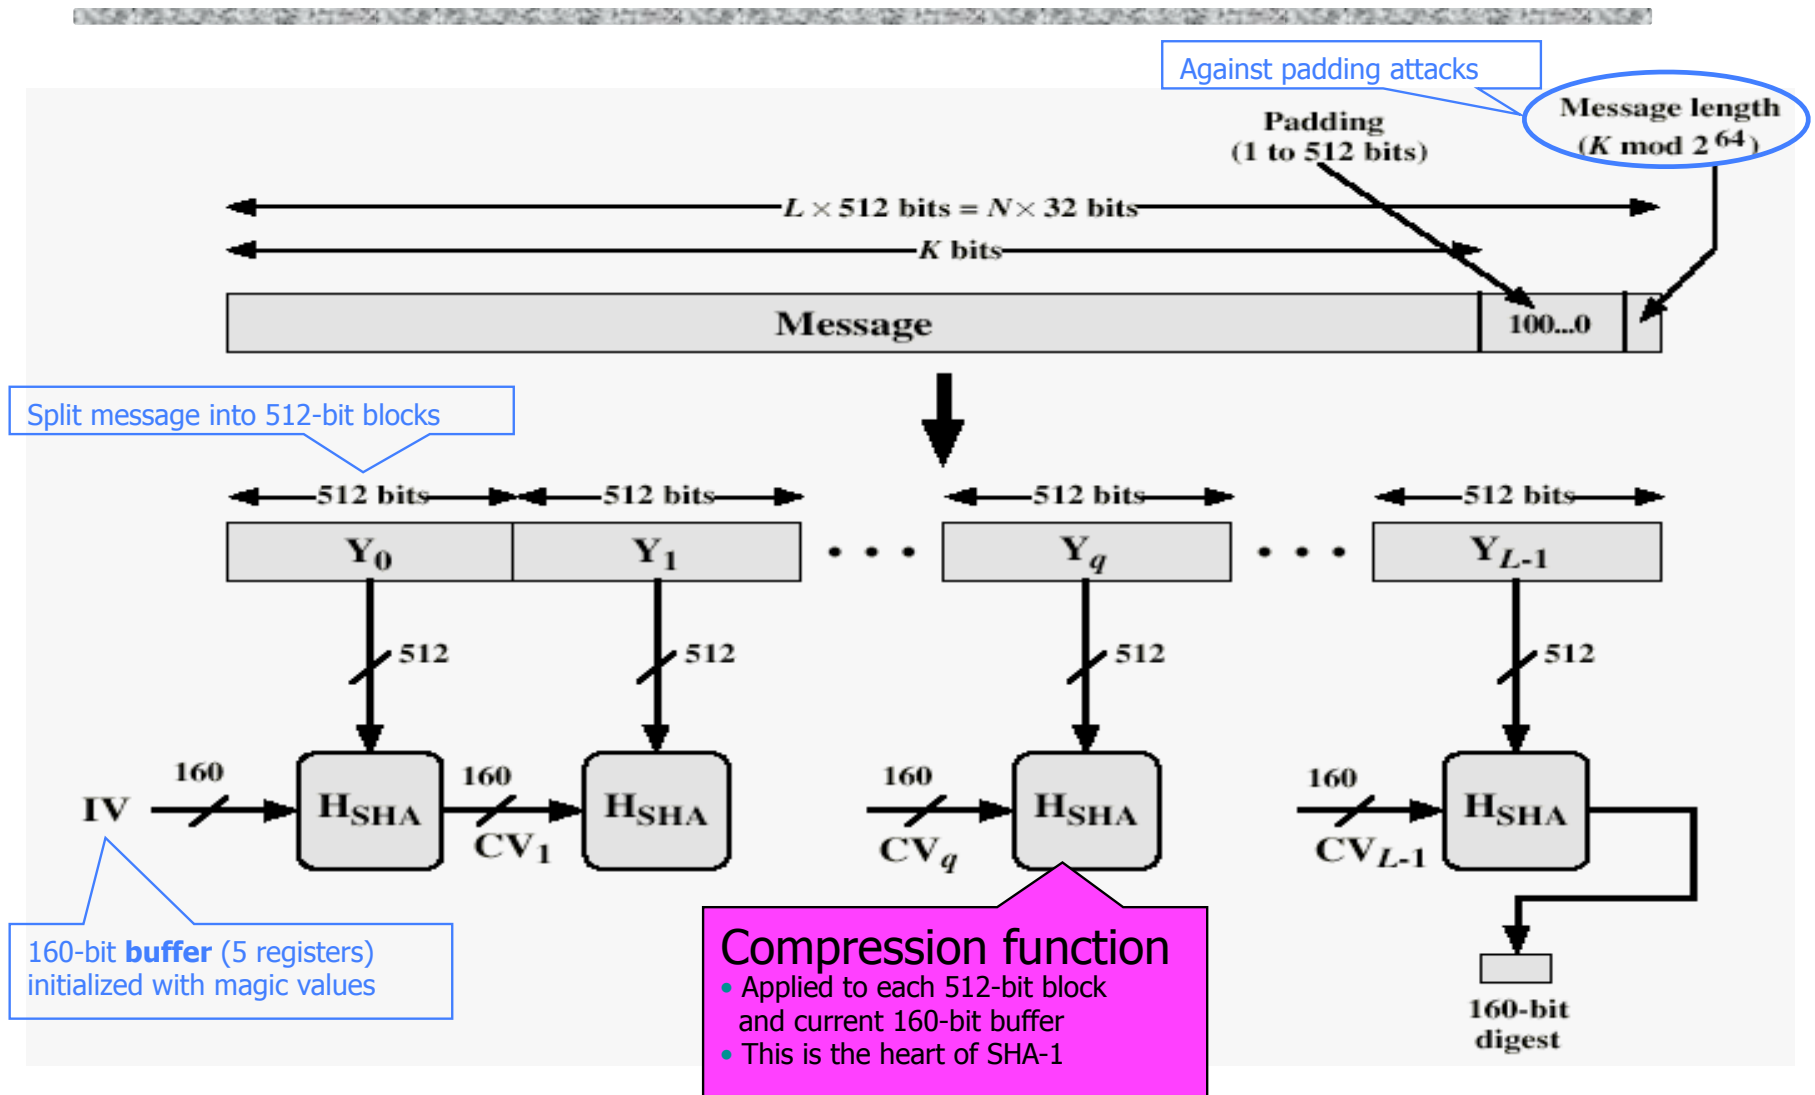 Against padding attacks
Message length
(K mod 2^64)
Padding
(1 to 512 bits)
L × 512 bits = N × 32 bits
K bits
Message
100...0
Split message into 512-bit blocks
512 bits 512 bits 512 bits 512 bits
Y0 Y1 • • • Yq • • • YL-1
512 512 512 512
160 160 160 160
IV HSHA HSHA HSHA HSHA
CV1 CVq CVL-1
160-bit buffer (5 registers)
initialized with magic values
Compression function
• Applied to each 512-bit block
and current 160-bit buffer
• This is the heart of SHA-1
160-bit
digest